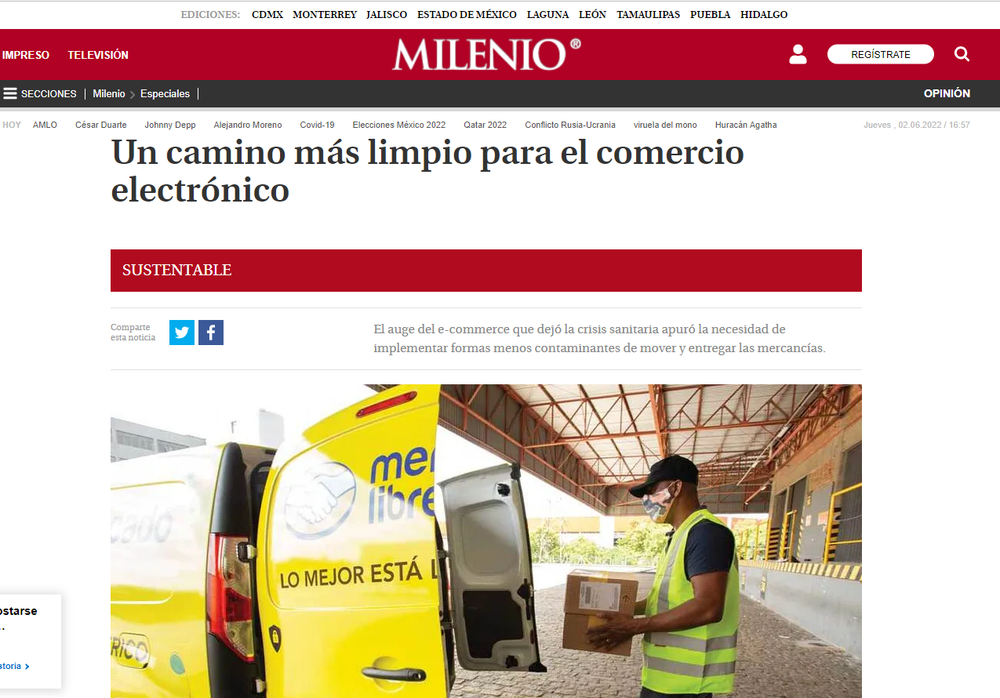 EDICIONES: CDMX MONTERREY JALISCO ESTADO DE MÉXICO LAGUNA LEÓN TAMAULIPAS PUEBLA HIDALGO
IMPRESO TELEVISIÓN MILENIO® REGÍSTRATE
SECCIONES Milenio Especiales OPINIÓN
HOY AMLO César Duarte Johnny Depp Alejandro Moreno Covid-19 Elecciones México 2022 Qatar 2022 Conflicto Rusia-Ucrania viruela del mono Huracán Agatha Jueves , 02.06.2022 / 16:57
Un camino más limpio para el comercio
electrónico
SUSTENTABLE
Comparte
esta noticia
El auge del e-commerce que dejó la crisis sanitaria apuró la necesidad de
implementar formas menos contaminantes de mover y entregar las mercancías.
mer
libre
cado
LO MEJOR ESTÁ L
TRICO
ostarse
..
storia